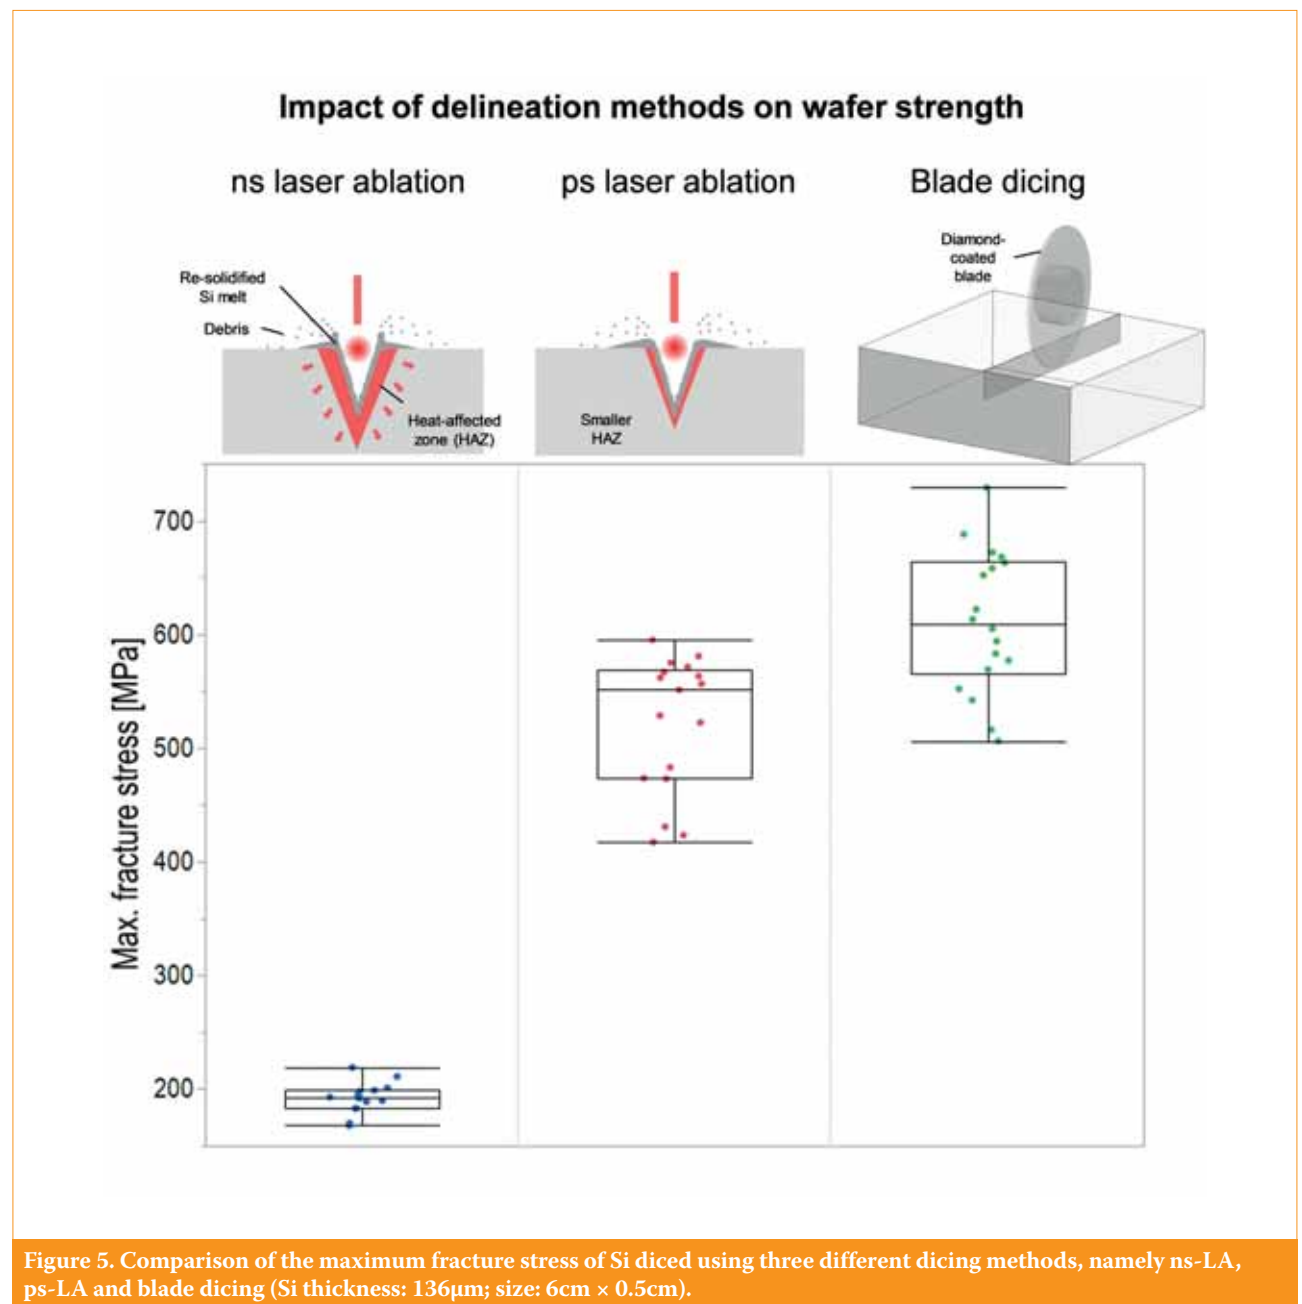 Impact of delineation methods on wafer strength
ns laser ablation
ps laser ablation
Blade dicing
Re-solidified
Si melt
Debris
Heat-affected
zone (HAZ)
Smaller
HAZ
Diamond-
coated
blade
Max. fracture stress [MPa]
700
600
500
400
300
200
Figure 5. Comparison of the maximum fracture stress of Si diced using three different dicing methods, namely ns-LA,
ps-LA and blade dicing (Si thickness: 136µm; size: 6cm × 0.5cm).